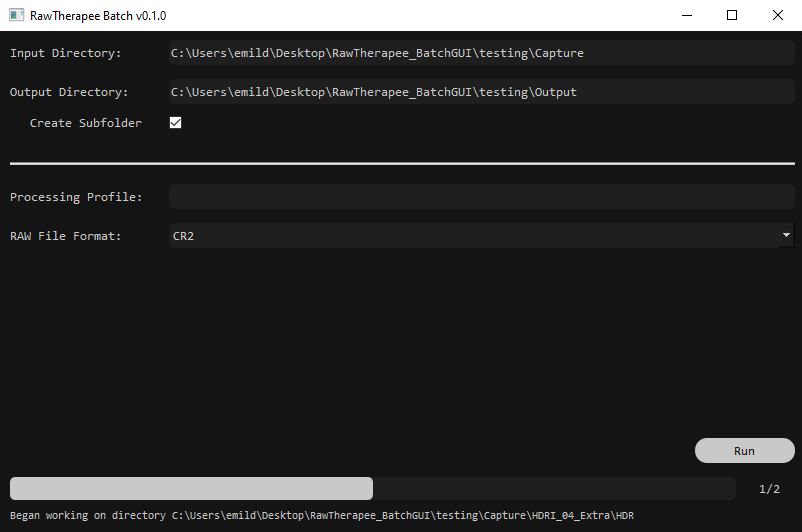 RawTherapee Batch v0.1.0
Input Directory: C:\Users\emild\Desktop\RawTherapee_BatchGUI\testing\Capture
Output Directory: C:\Users\emild\Desktop\RawTherapee_BatchGUI\testing\Output
Create Subfolder
Processing Profile:
RAW File Format: CR2
Run
1/2
Began working on directory C:\Users\emild\Desktop\RawTherapee_BatchGUI\testing\Capture\HDRI_04_Extra\HDR